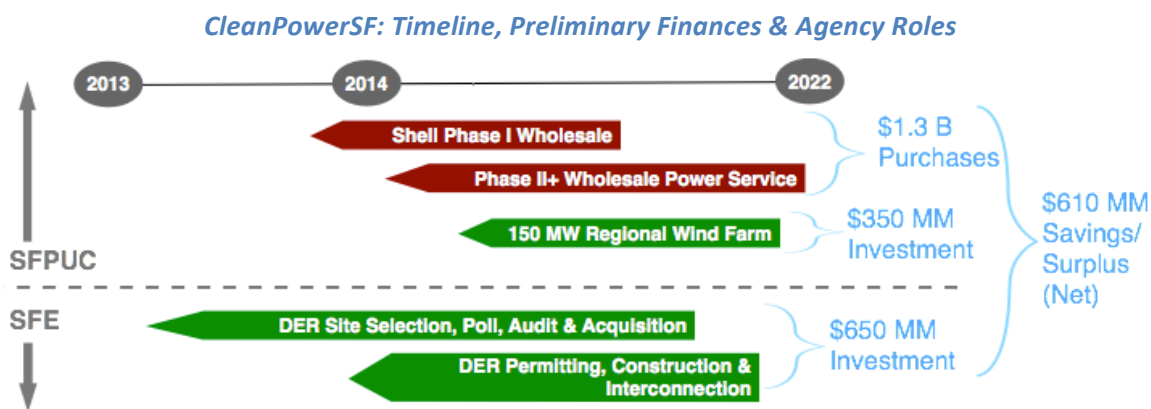 CleanPowerSF: Timeline, Preliminary Finances & Agency Roles
2013
2014
2022
Shell Phase I Wholesale
Phase II+ Wholesale Power Service
$1.3 B
Purchases
150 MW Regional Wind Farm
$350 MM
Investment
$610 MM
Savings/
Surplus
(Net)
SFPUC
SFE
DER Site Selection, Poll, Audit & Acquisition
DER Permitting, Construction &
Interconnection
$650 MM
Investment